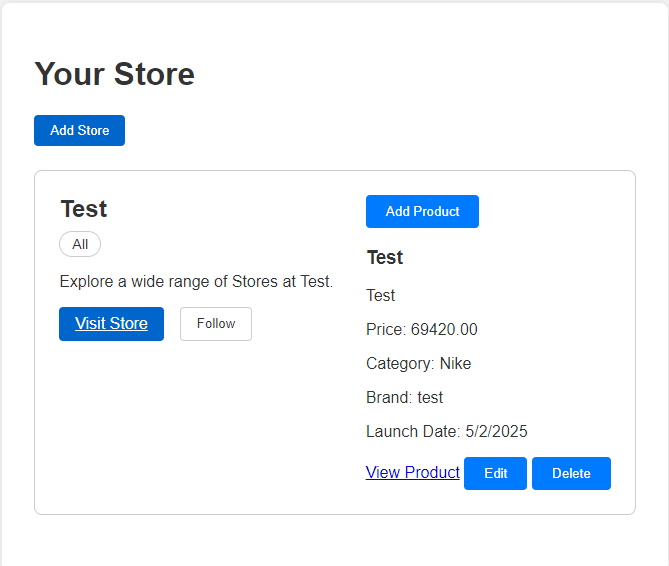 Your Store
Add Store
Test
All
Explore a wide range of Stores at Test.
Visit Store
Follow
Add Product
Test
Test
Price: 69420.00
Category: Nike
Brand: test
Launch Date: 5/2/2025
View Product Edit Delete